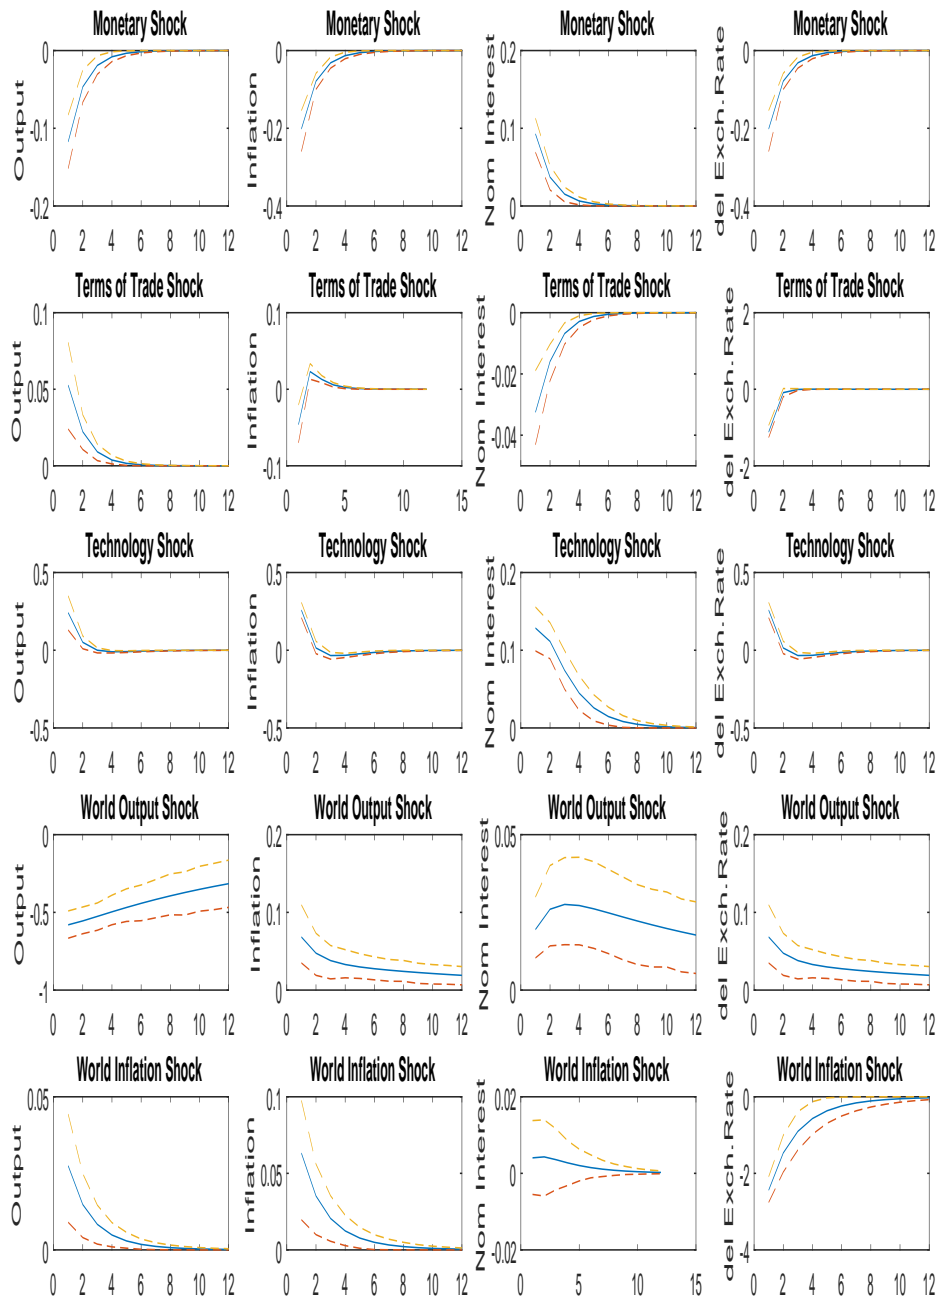 Monetary Shock Monetary Shock Monetary Shock Monetary Shock
Output Inflation Nom Interest del Exch.Rate
0 -0.1 -0.2
0 -0.2 -0.4
0.2 0.1 0
0 -0.2 -0.4
0 2 4 6 8 10 12
0 2 4 6 8 10 12
0 2 4 6 8 10 12
0 2 4 6 8 10 12
Terms of Trade Shock Terms of Trade Shock Terms of Trade Shock Terms of Trade Shock
Output Inflation Nom Interest del Exch.Rate
0.1 0.05 0
0.1 0 -0.1
0 -0.02 -0.04
2 0 -2
0 2 4 6 8 10 12
0 5 10 15
0 2 4 6 8 10 12
0 2 4 6 8 10 12
Technology Shock Technology Shock Technology Shock Technology Shock
Output Inflation Nom Interest del Exch.Rate
0.5 0 -0.5
0.5 0 -0.5
0.2 0.1 0
0.5 0 -0.5
0 2 4 6 8 10 12
0 2 4 6 8 10 12
0 2 4 6 8 10 12
0 2 4 6 8 10 12
World Output Shock World Output Shock World Output Shock World Output Shock
Output Inflation Nom Interest del Exch.Rate
0 -0.5 -1
0.2 0.1 0
0.05 0
0.2 0.1 0
0 2 4 6 8 10 12
0 2 4 6 8 10 12
0 2 4 6 8 10 12
0 2 4 6 8 10 12
World Inflation Shock World Inflation Shock World Inflation Shock World Inflation Shock
Output Inflation Nom Interest del Exch.Rate
0.05 0
0.1 0.05 0
0.02 0 -0.02
0 -2 -4
0 2 4 6 8 10 12
0 2 4 6 8 10 12
0 5 10 15
0 2 4 6 8 10 12